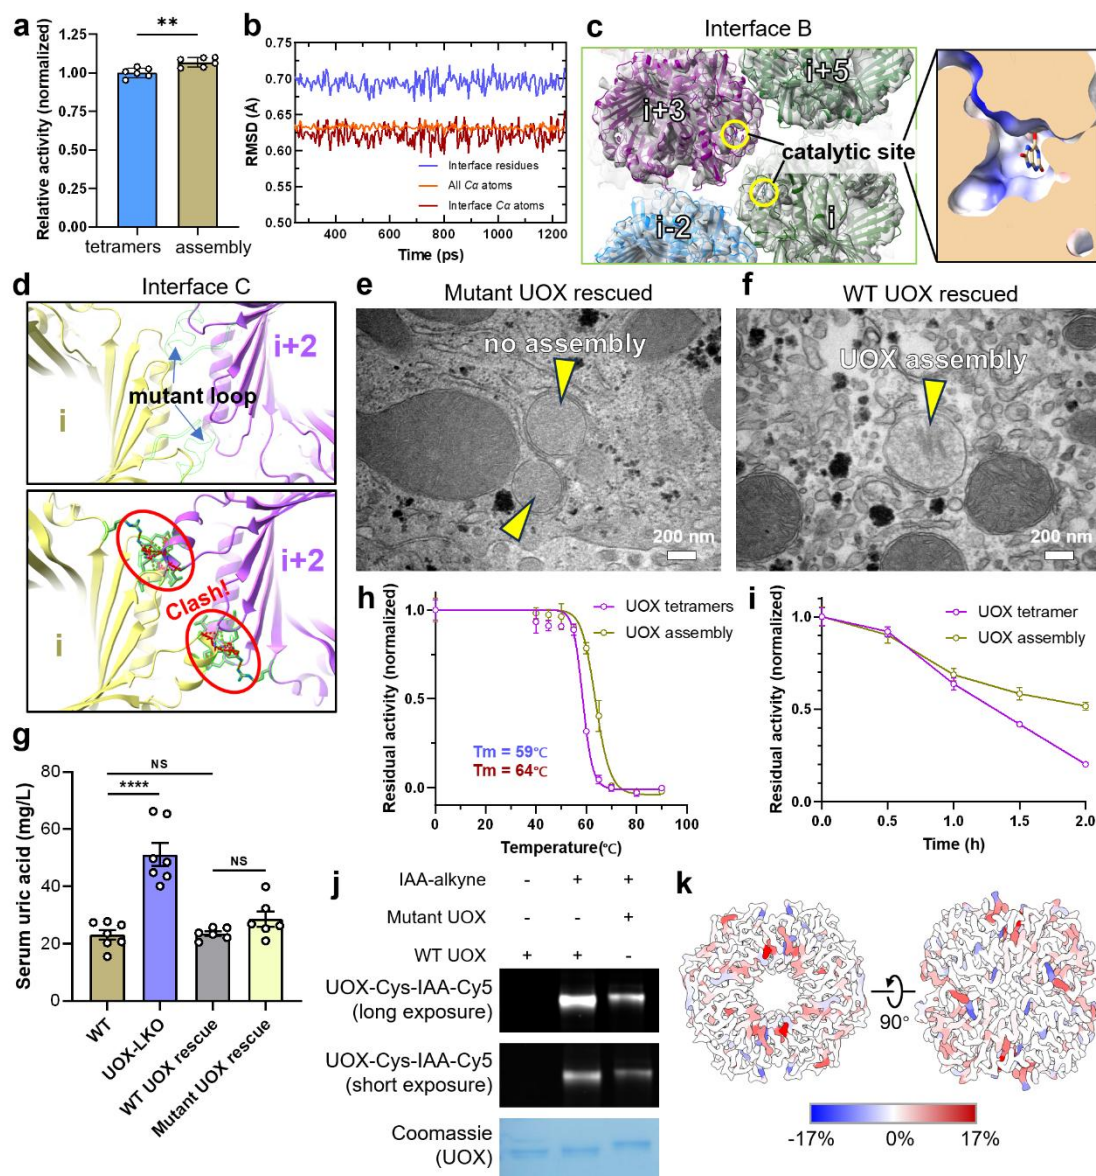 a
**
Relative activity (normalized)
1.25
1.00
0.75
0.50
0.25
0.00
tetramers assembly
b
RMSD (A)
0.75
0.70
0.65
0.60
0.55
0.50
Interface residues
All Cα atoms
Interface Cα atoms
400 600 800 1000 1200
Time (ps)
c Interface B
i+5
i+3
catalytic site
i-2
i
d Interface C
i+2
mutant loop
i
i+2
Clash!
i
e Mutant UOX rescued
no assembly
200 nm
f WT UOX rescued
UOX assembly
200 nm
g
Serum uric acid (mg/L)
80
60
40
20
0
NS
****
NS
WT
UOX-LKO
WT UOX rescue
Mutant UOX rescue
h
Residual activity (normalized)
1.0
0.5
0.0
UOX tetramers
UOX assembly
Tm = 59℃
Tm = 64℃
0 20 40 60 80 100
Temperature(℃)
i
Residual activity (normalized)
1.0
0.5
0.0
UOX tetramer
UOX assembly
0.0 0.5 1.0 1.5 2.0
Time (h)
j
IAA-alkyne - + +
Mutant UOX - - +
WT UOX + + -
UOX-Cys-IAA-Cy5
(long exposure)
UOX-Cys-IAA-Cy5
(short exposure)
Coomassie
(UOX)
k
90°
-17% 0% 17%